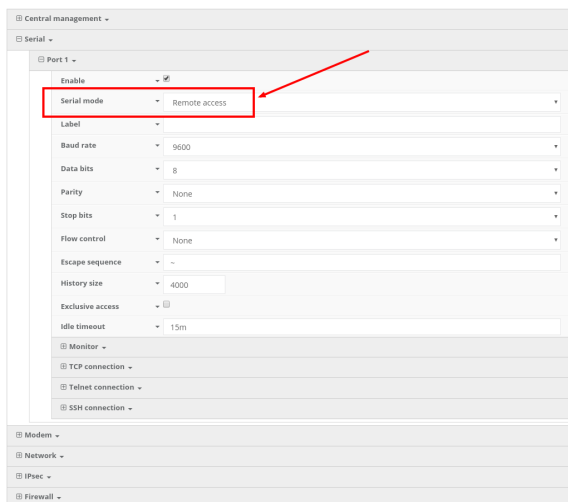 Central management
Serial
Port 1
Enable
Serial mode Remote access
Label
Baud rate 9600
Data bits 8
Parity None
Stop bits 1
Flow control None
Escape sequence ~
History size 4000
Exclusive access
Idle timeout 15m
Monitor
TCP connection
Telnet connection
SSH connection
Modem
Network
IPsec
Firewall